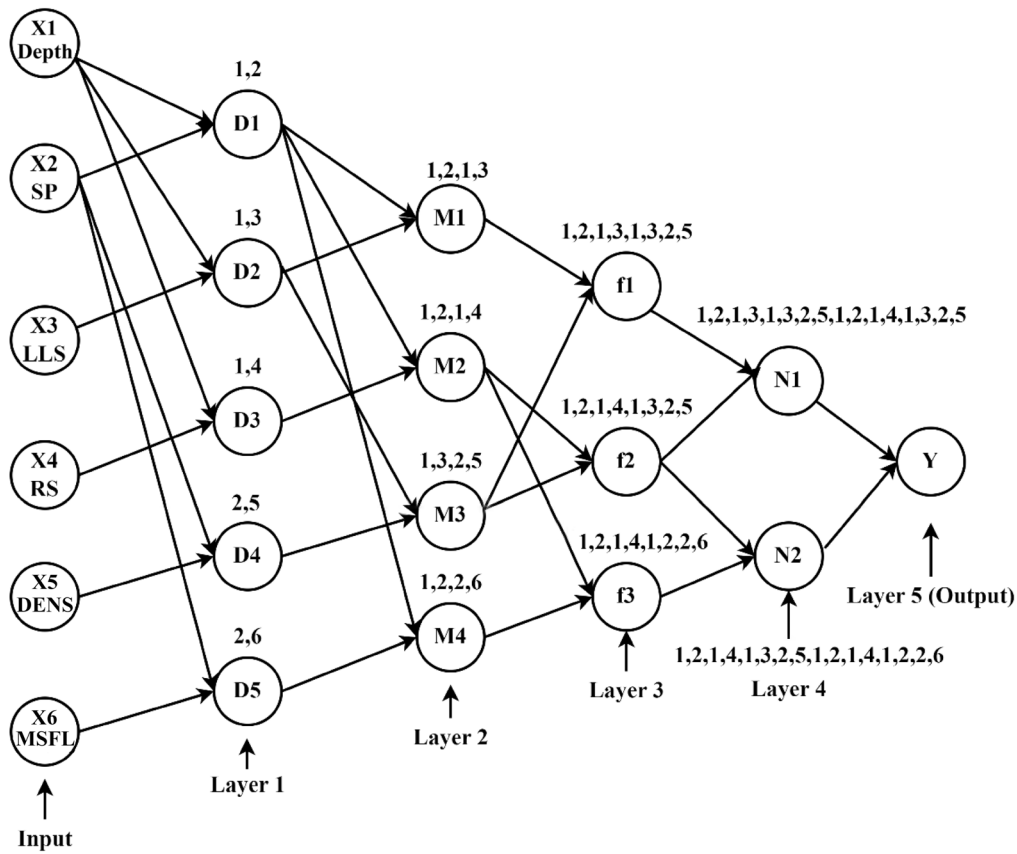 X1
Depth
X2
SP
X3
LLS
X4
RS
X5
DENS
X6
MSFL
Input
1,2
D1
1,3
D2
1,4
D3
2,5
D4
2,6
D5
Layer 1
1,2,1,3
M1
1,2,1,4
M2
1,3,2,5
M3
1,2,2,6
M4
Layer 2
1,2,1,3,1,3,2,5
f1
1,2,1,4,1,3,2,5
f2
1,2,1,4,1,2,2,6
f3
Layer 3
1,2,1,3,1,3,2,5,1,2,1,4,1,3,2,5
N1
N2
1,2,1,4,1,3,2,5,1,2,1,4,1,2,2,6
Layer 4
Y
Layer 5 (Output)